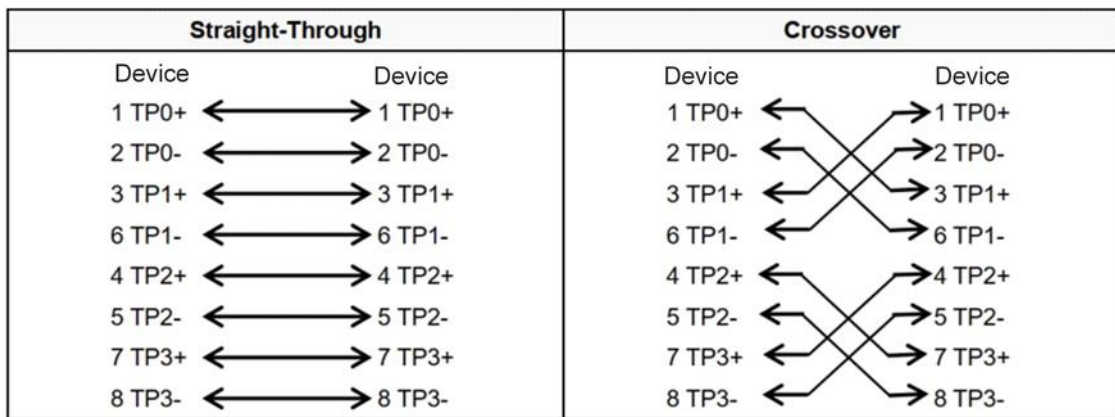 Straight-Through Crossover
Device Device Device Device
1 TP0+ 1 TP0+ 1 TP0+ 1 TP0+
2 TP0- 2 TP0- 2 TP0- 2 TP0-
3 TP1+ 3 TP1+ 3 TP1+ 3 TP1+
6 TP1- 6 TP1- 6 TP1- 6 TP1-
4 TP2+ 4 TP2+ 4 TP2+ 4 TP2+
5 TP2- 5 TP2- 5 TP2- 5 TP2-
7 TP3+ 7 TP3+ 7 TP3+ 7 TP3+
8 TP3- 8 TP3- 8 TP3- 8 TP3-